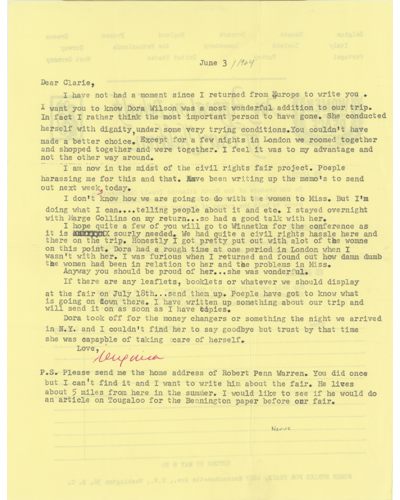 June 3 /1964
Dear Clarie,
I have not had a moment since I returned from Europe to write you .
I want you to know Dora Wilson was a most wonderful addition to our trip.
In fact I rather think the most important person to have gone. She conducted
herself with dignity under some very trying conditions.You couldn't have
made a better choice. Except for a few nights in London we roomed together
and shopped together and were together. I feel it was to my advantage and
not the other way around.
I am now in the midst of the civil rights fair project. Poeple
harassing me for this and that. Have been writing up the memo's to send
out next week, today.
I don't know how we are going to do with the women to Miss. But I'm
doing what I can....telling people about it and etc. I stayed overnight
with Marge Collins on my return...so had a good talk with her.
I hope quite a few of you will go to Winnetka for the conference as
it is sourly needed. We had quite a civil rights hassle here and
there on the trip. Honestly I got pretty put out with alot of the women
on this point. Dora had a rough time at one period in London when I
wasn't with her. I was furious when I returned and found out how damn dumb
the women had been in relation to her and the problems in Miss.
Anyway you should be proud of her...she was wonderful.
If there are any leaflets, booklets or whatever we should display
at the fair on July 18th...send them up. Poeple have got to know what
is going on down there. I have writtent up something about our trip and
will send it on as soon as I have copies.
Dora took off for the money changers or something the night we arrived
in N.Y. and I couldn't find her to say goodbye but trust by that time
she was capapble of taking care of herself.
Love,
P.S. Please send me the home address of Robert Penn Warren. You did once
but I can't find it and I want to write him about the fair. He lives
about 5 miles from here in the summer. I would like to see if he would do
an article on Tougaloo for the Bennington paper before our fair.